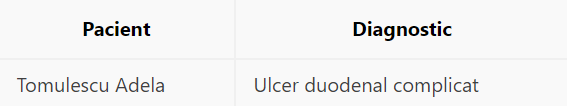 Pacient Diagnostic
Tomulescu Adela Ulcer duodenal complicat